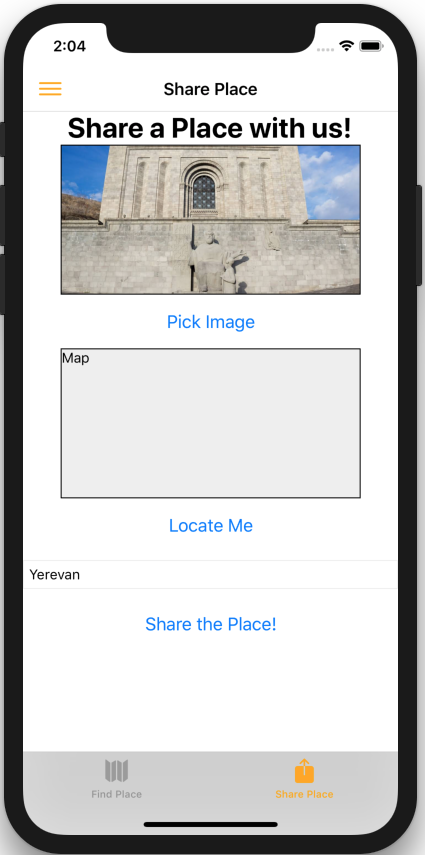 2:04
Share Place
Share a Place with us!
Pick Image
Map
Locate Me
Yerevan
Share the Place!
Find Place
Share Place